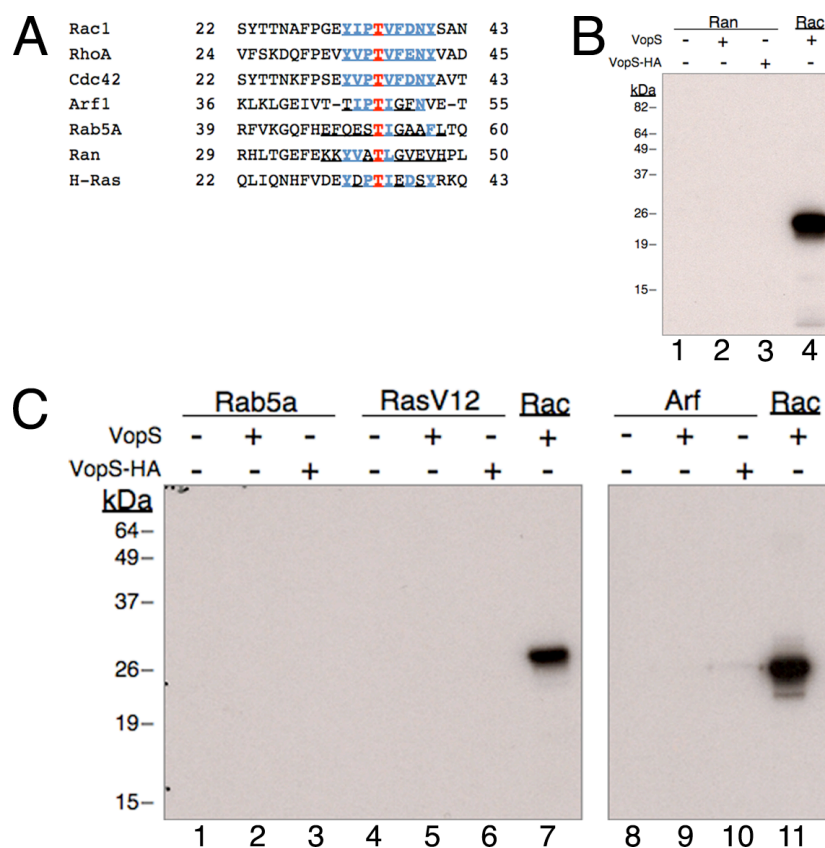 A
Rac1 22 SYTTNAFPGEYIPTVFDNYSAN 43
RhoA 24 VFSKDQFPEVYVPTVFENYVAD 45
Cdc42 22 SYTTNKFPSEYVPTVFDNYAVT 43
Arf1 36 KLKLGEIVT-TIPTIGFNVE-T 55
Rab5A 39 RFVKGQFHEFQESTIGAAFLTQ 60
Ran 29 RHLTGEFEKKYVATLGVEVHPL 50
H-Ras 22 QLIQNHFVDEYDPTIEDSYRKQ 43
B
Ran Rac
VopS - + - +
VopS-HA - - + -
kDa
82-
64-
49-
37-
26-
19-
15-
1 2 3 4
C
Rab5a RasV12 Rac Arf Rac
VopS - + - - + - + - + - +
VopS-HA - - + - - + - - - + -
kDa
64-
49-
37-
26-
19-
15-
1 2 3 4 5 6 7 8 9 10 11